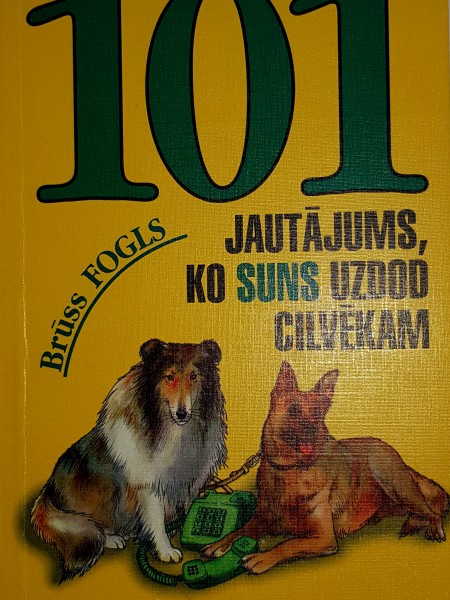 101
JAUTĀJUMS,
KO SUNS UZDOD
CILVĒKAM
Brūss FOGLS